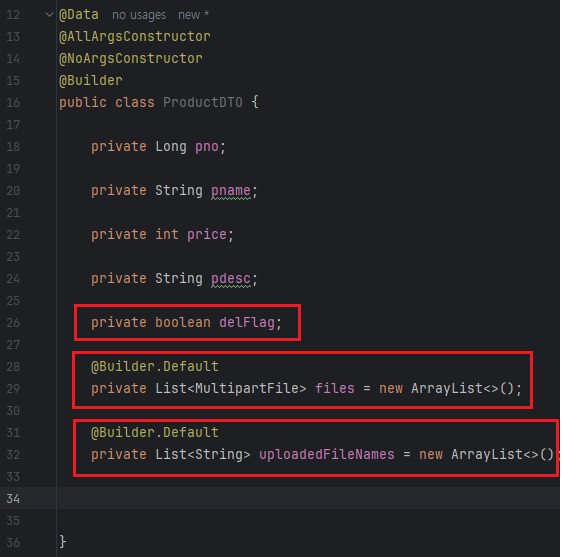 12 @Data no usages new *
13 @AllArgsConstructor
14 @NoArgsConstructor
15 @Builder
16 public class ProductDTO {
17
18 private Long pno;
19
20 private String pname;
21
22 private int price;
23
24 private String pdesc;
25
26 private boolean delFlag;
27
28 @Builder.Default
29 private List<MultipartFile> files = new ArrayList<>();
30
31 @Builder.Default
32 private List<String> uploadedFileNames = new ArrayList<>();
33
34
35
36 }